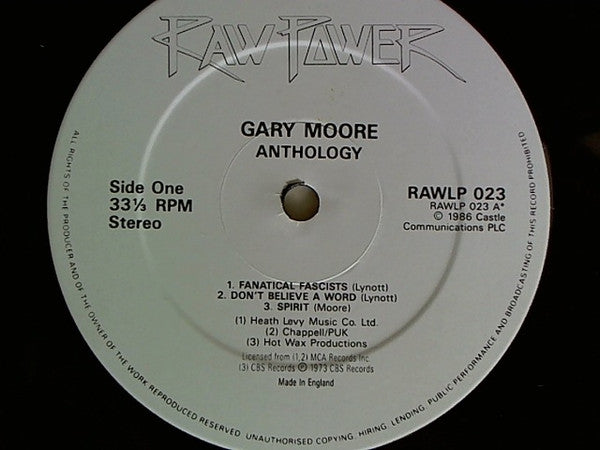 RAW POWER
GARY MOORE
ANTHOLOGY
Side One
33⅓ RPM
Stereo
RAWLP 023
RAWLP 023 A*
© 1986 Castle
Communications PLC
1. FANATICAL FASCISTS (Lynott)
2. DON'T BELIEVE A WORD (Lynott)
3. SPIRIT (Moore)
(1) Heath Levy Music Co. Ltd.
(2) Chappell/PUK
(3) Hot Wax Productions
Licensed from (1,2) MCA Records Inc.
(3) CBS Records ℗ 1973 CBS Records
Made in England
ALL RIGHTS OF THE PRODUCER AND OF THE OWNER OF THE WORK REPRODUCED RESERVED. UNAUTHORISED COPYING, HIRING, LENDING, PUBLIC PERFORMANCE AND BROADCASTING OF THIS RECORD PROHIBITED